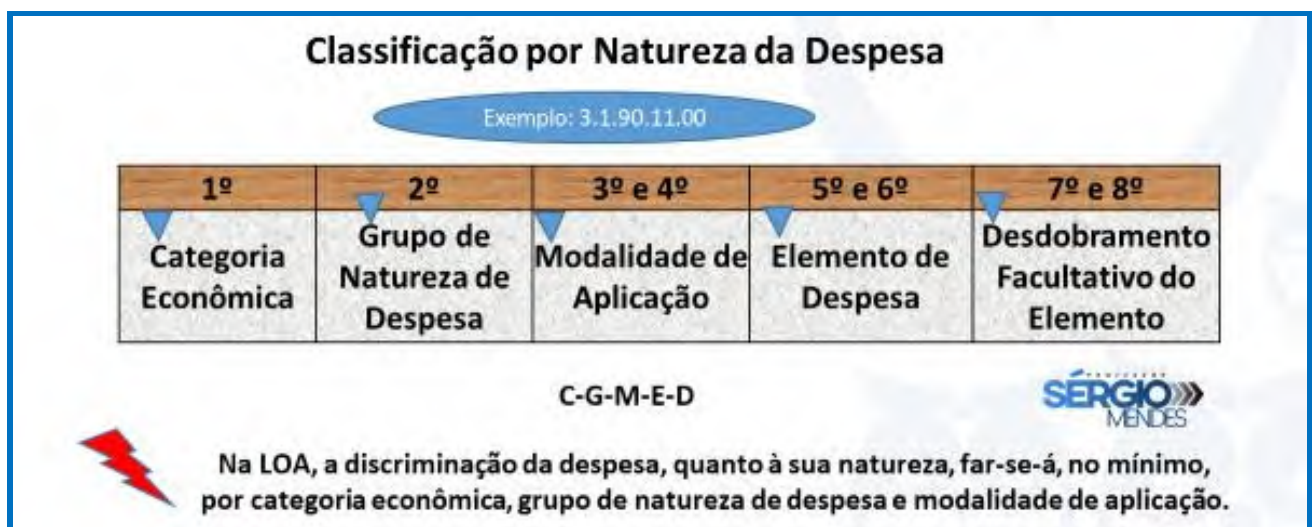 Classificação por Natureza da Despesa
Exemplo: 3.1.90.11.00
1º
2º
3º e 4º
5º e 6º
7º e 8º
Categoria
Econômica
Grupo de
Natureza de
Despesa
Modalidade de
Aplicação
Elemento de
Despesa
Desdobramento
Facultativo do
Elemento
C-G-M-E-D
PROFESSOR
SÉRGIO
MENDES
Na LOA, a discriminação da despesa, quanto à sua natureza, far-se-á, no mínimo,
por categoria econômica, grupo de natureza de despesa e modalidade de aplicação.